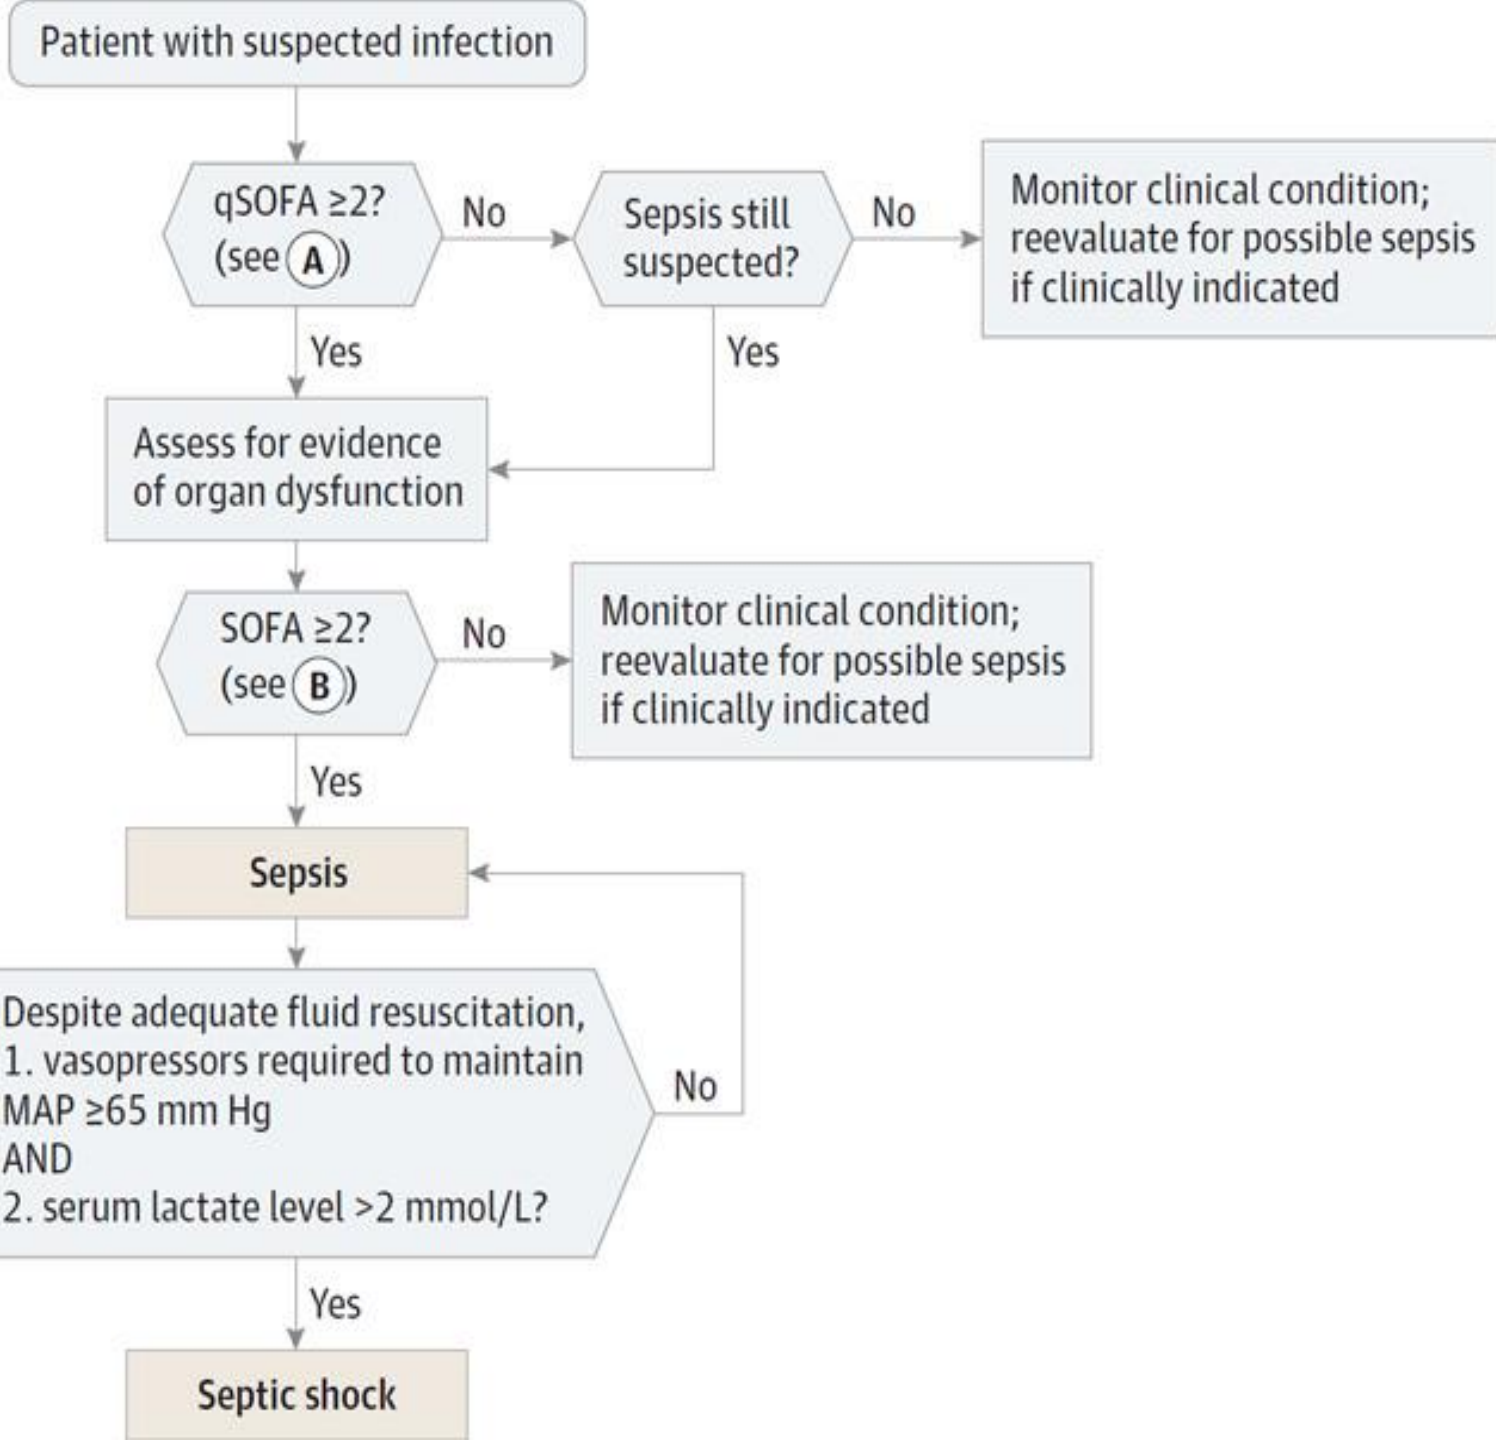 Patient with suspected infection
qSOFA ≥2?
(see A)
No
Sepsis still
suspected?
No
Monitor clinical condition;
reevaluate for possible sepsis
if clinically indicated
Yes
Yes
Assess for evidence
of organ dysfunction
SOFA ≥2?
(see B)
No
Monitor clinical condition;
reevaluate for possible sepsis
if clinically indicated
Yes
Sepsis
Despite adequate fluid resuscitation,
1. vasopressors required to maintain
MAP ≥65 mm Hg
AND
2. serum lactate level >2 mmol/L?
No
Yes
Septic shock